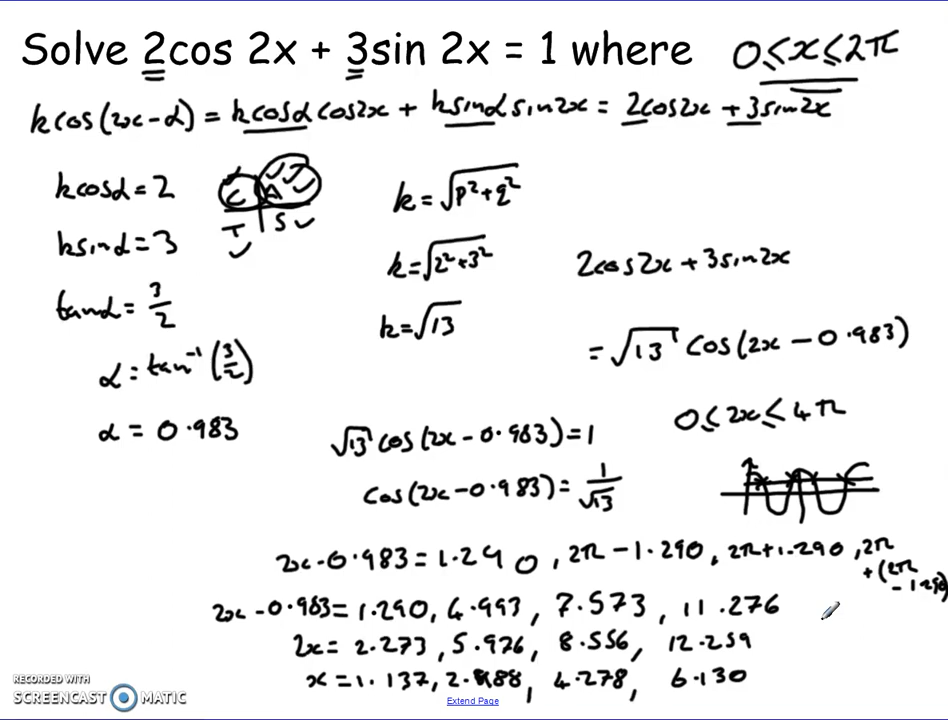 Solve 2cos 2x + 3sin 2x = 1 where 0≤x≤2π
kcos(2x-α) = kcosα cos2x + ksinα sin2x = 2cos2x + 3sin2x
kcosα = 2
ksinα = 3
tanα = 3/2
α = tan⁻¹(3/2)
α = 0.983
S A
T C
k = √(p²+q²)
k = √(2²+3²)
k = √13
2cos2x + 3sin2x
= √13 cos(2x - 0.983)
0≤2x≤4π
√13 cos(2x-0.983) = 1
cos(2x-0.983) = 1/√13
2x-0.983 = 1.290, 2π-1.290, 2π+1.290, 2π+(2π-1.290)
2x-0.983 = 1.290, 4.993, 7.573, 11.276
2x = 2.273, 5.976, 8.556, 12.259
x = 1.137, 2.988, 4.278, 6.130
RECORDED WITH
SCREENCAST MATIC
Extend Page